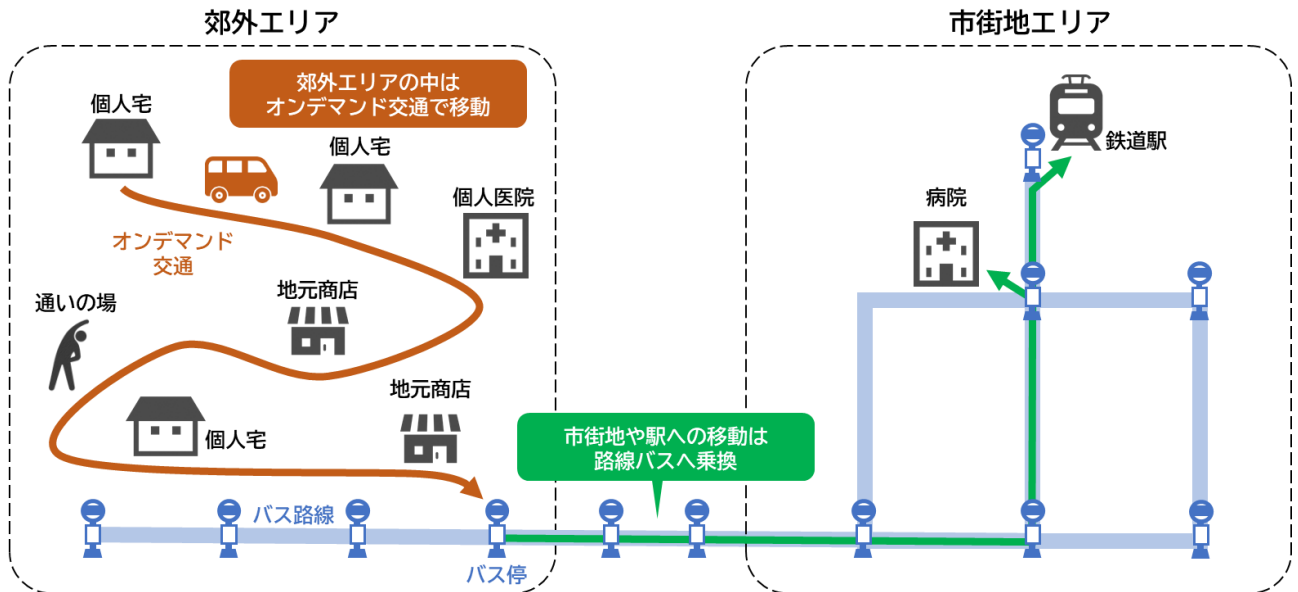 郊外エリア
市街地エリア
郊外エリアの中は
オンデマンド交通で移動
個人宅
個人宅
個人医院
オンデマンド
交通
地元商店
通いの場
地元商店
個人宅
鉄道駅
病院
市街地や駅への移動は
路線バスへ乗換
バス路線
バス停